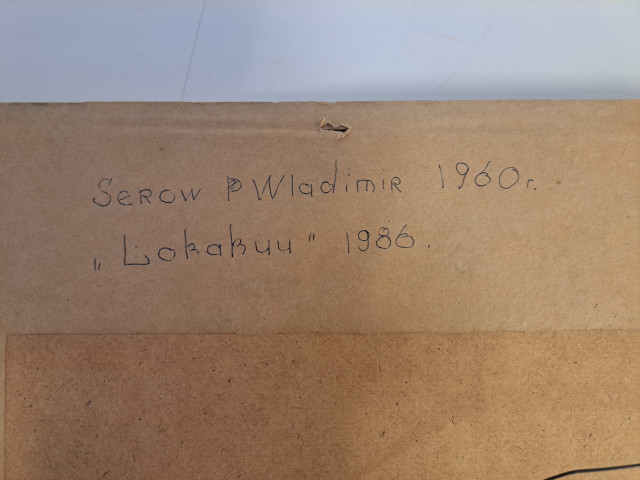 Serow P Wladimir 1960r.
„Lokakuu" 1986.